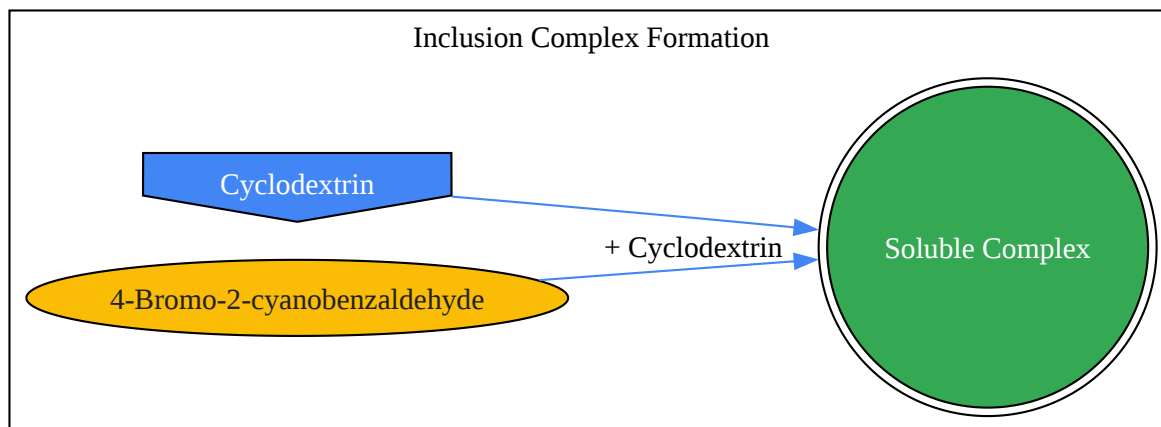 Inclusion Complex Formation
Cyclodextrin
+ Cyclodextrin
Soluble Complex
4-Bromo-2-cyanobenzaldehyde